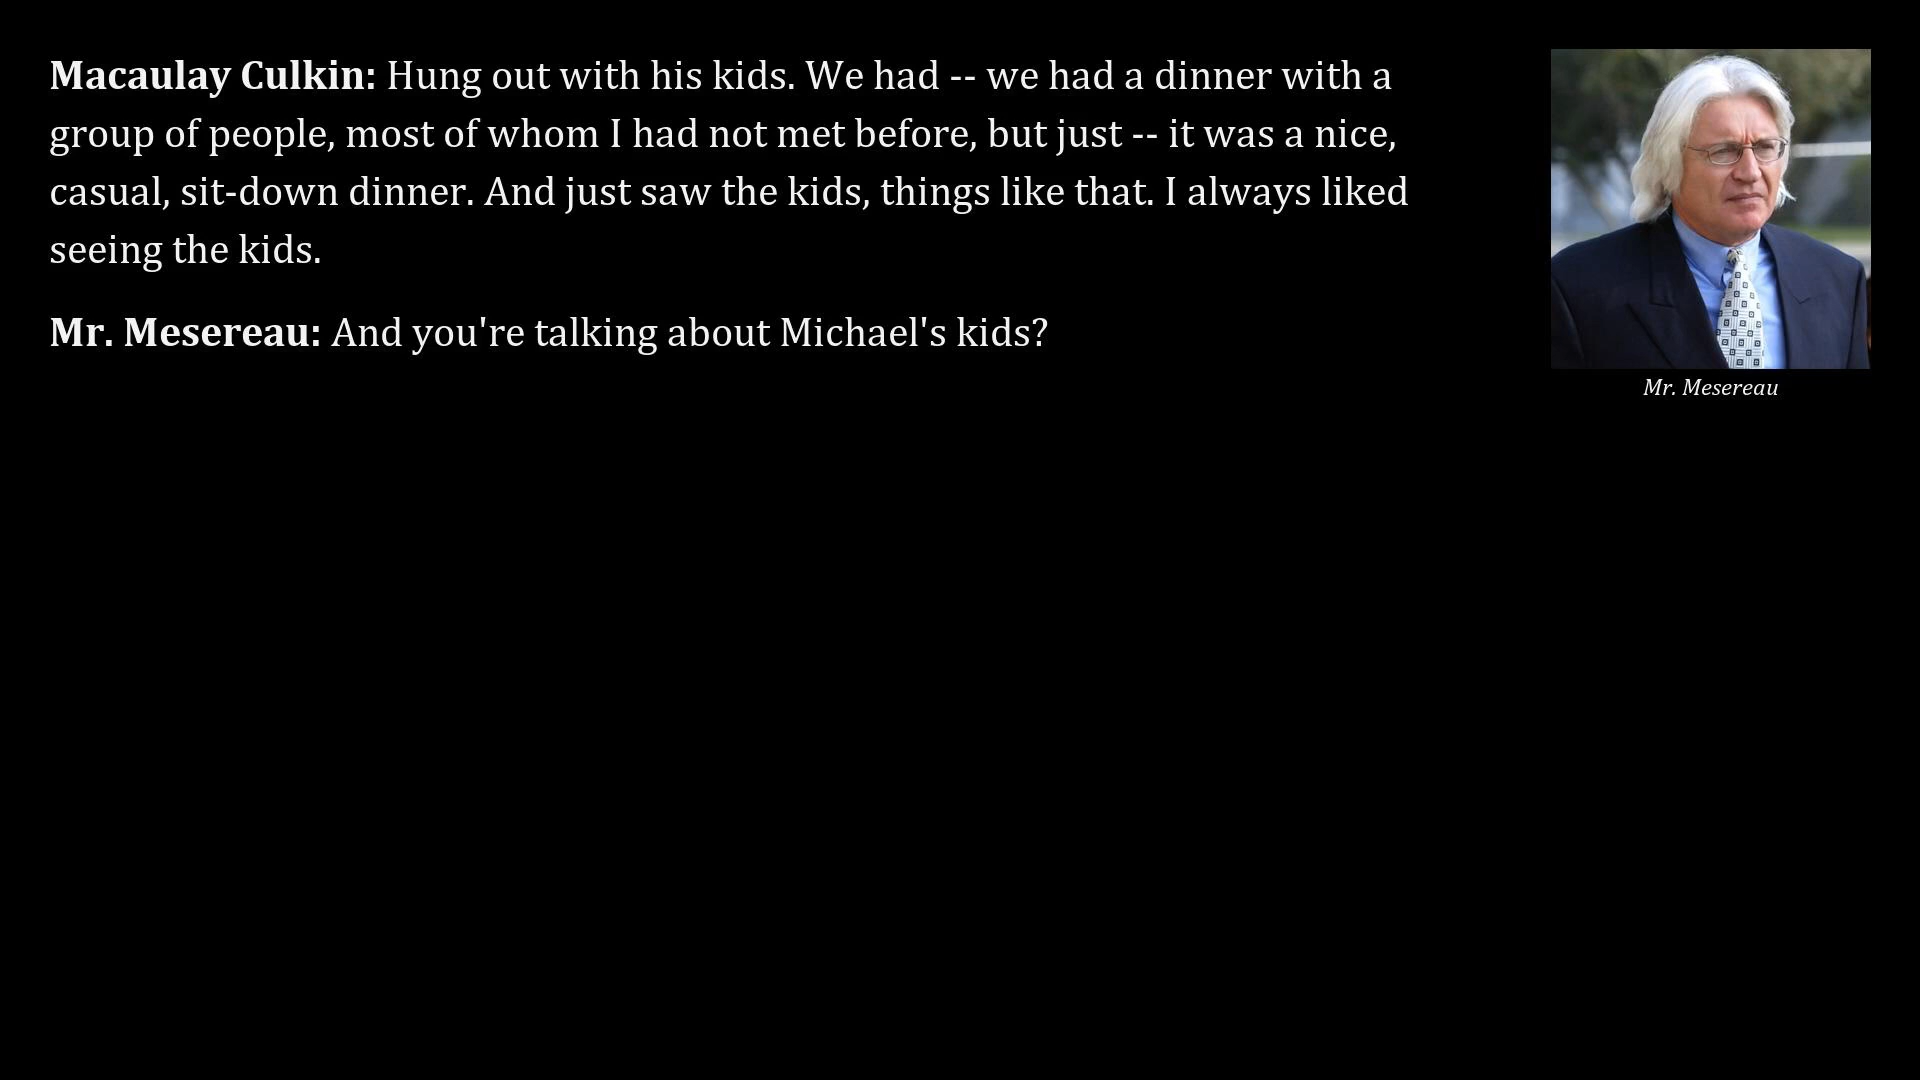 Macaulay Culkin: Hung out with his kids. We had -- we had a dinner with a
group of people, most of whom I had not met before, but just -- it was a nice,
casual, sit-down dinner. And just saw the kids, things like that. I always liked
seeing the kids.
Mr. Mesereau: And you're talking about Michael's kids?
Mr. Mesereau